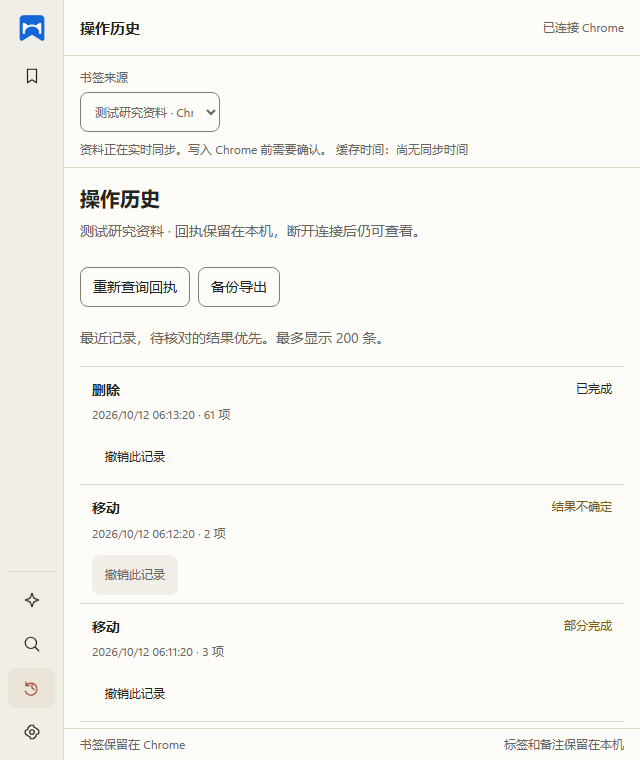 操作历史
已连接 Chrome
书签来源
测试研究资料 · Chr
资料正在实时同步。写入 Chrome 前需要确认。 缓存时间：尚无同步时间
操作历史
测试研究资料 · 回执保留在本机，断开连接后仍可查看。
重新查询回执
备份导出
最近记录，待核对的结果优先。最多显示 200 条。
删除
已完成
2026/10/12 06:13:20 · 61 项
撤销此记录
移动
结果不确定
2026/10/12 06:12:20 · 2 项
撤销此记录
移动
部分完成
2026/10/12 06:11:20 · 3 项
撤销此记录
书签保留在 Chrome
标签和备注保留在本机